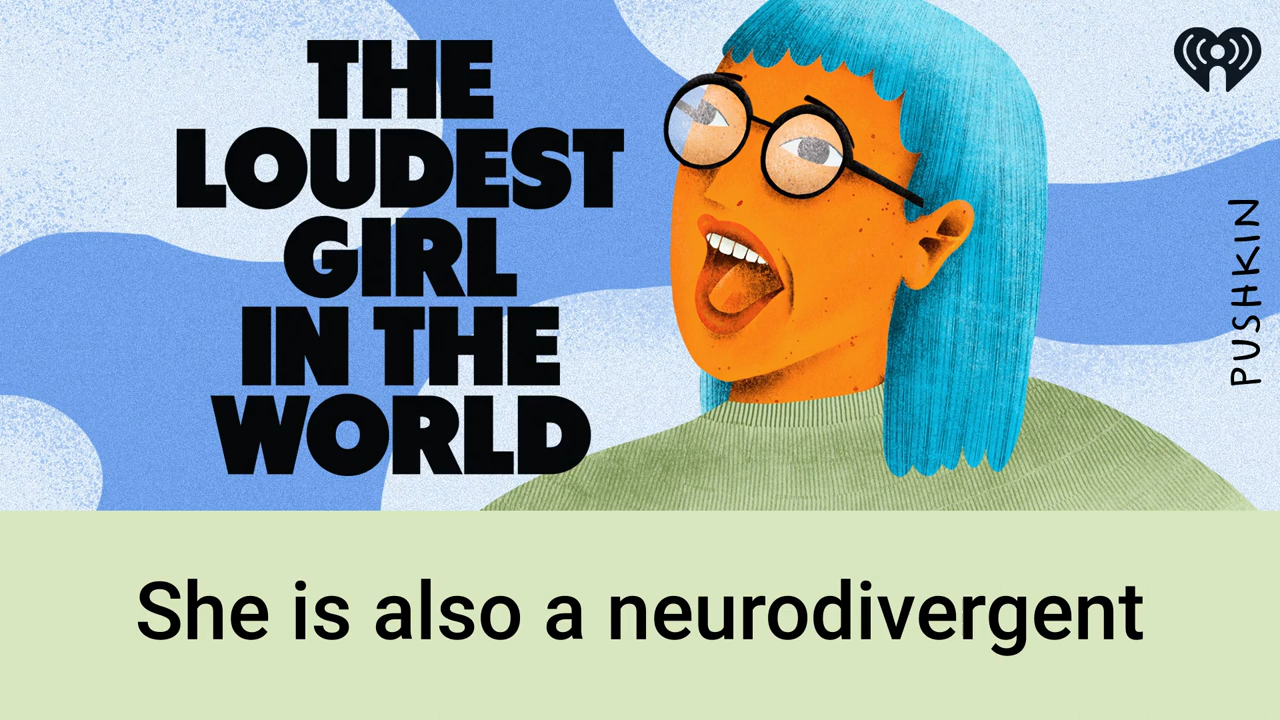 THE
LOUDEST
GIRL
IN THE
WORLD
PUSHKIN
She is also a neurodivergent